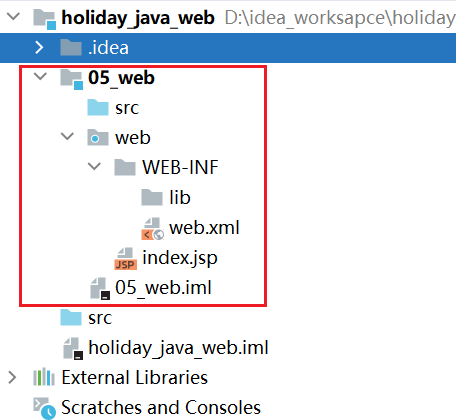 holiday_java_web D:\idea_worksapce\holiday
.idea
05_web
src
web
WEB-INF
lib
web.xml
JSP index.jsp
05_web.iml
src
holiday_java_web.iml
External Libraries
Scratches and Consoles